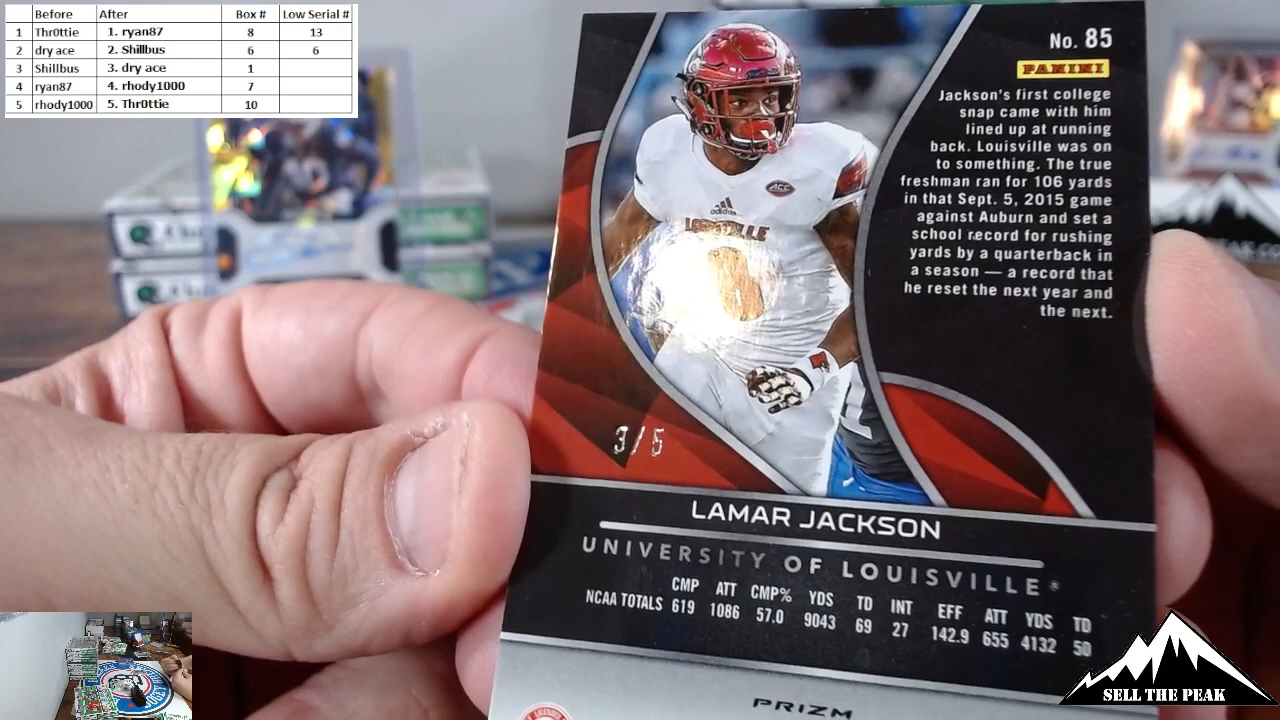 Before After Box # Low Serial #
1 Thr0ttie 1. ryan87 8 13
2 dry ace 2. Shillbus 6 6
3 Shillbus 3. dry ace 1
4 ryan87 4. rhody1000 7
5 rhody1000 5. Thr0ttie 10
No. 85
PANINI
Jackson's first college
snap came with him
lined up at running
back. Louisville was on
to something. The true
freshman ran for 106 yards
in that Sept. 5, 2015 game
against Auburn and set a
school record for rushing
yards by a quarterback in
a season — a record that
he reset the next year and
the next.
ACC
adidas
LOUISVILLE
8
3/5
LAMAR JACKSON
UNIVERSITY OF LOUISVILLE®
CMP ATT CMP% YDS TD INT EFF ATT YDS TD
NCAA TOTALS 619 1086 57.0 9043 69 27 142.9 655 4132 50
PRIZM
SELL THE PEAK